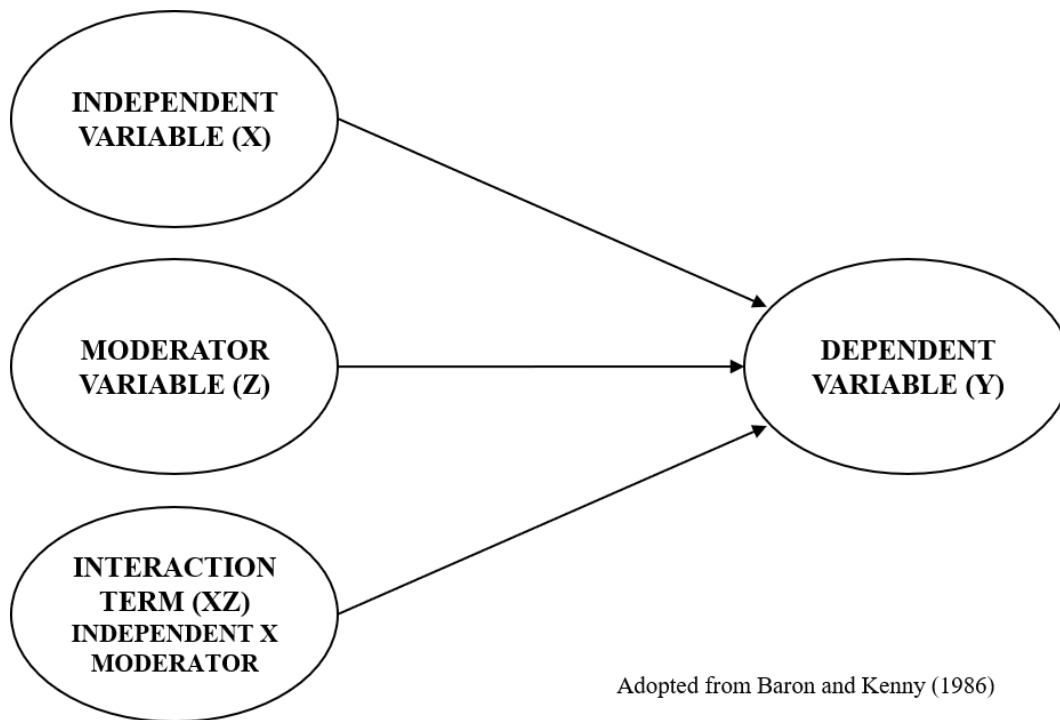 INDEPENDENT
VARIABLE (X)
MODERATOR
VARIABLE (Z)
DEPENDENT
VARIABLE (Y)
INTERACTION
TERM (XZ)
INDEPENDENT X
MODERATOR
Adopted from Baron and Kenny (1986)